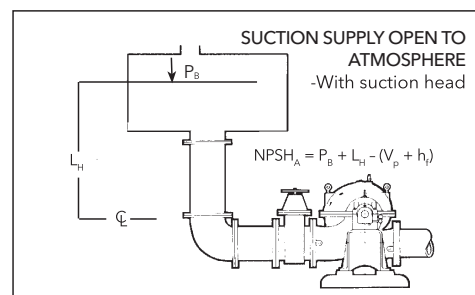 SUCTION SUPPLY OPEN TO
ATMOSPHERE
-With suction head
P_B
L_H
NPSH_A = P_B + L_H – (V_p + h_f)
℄